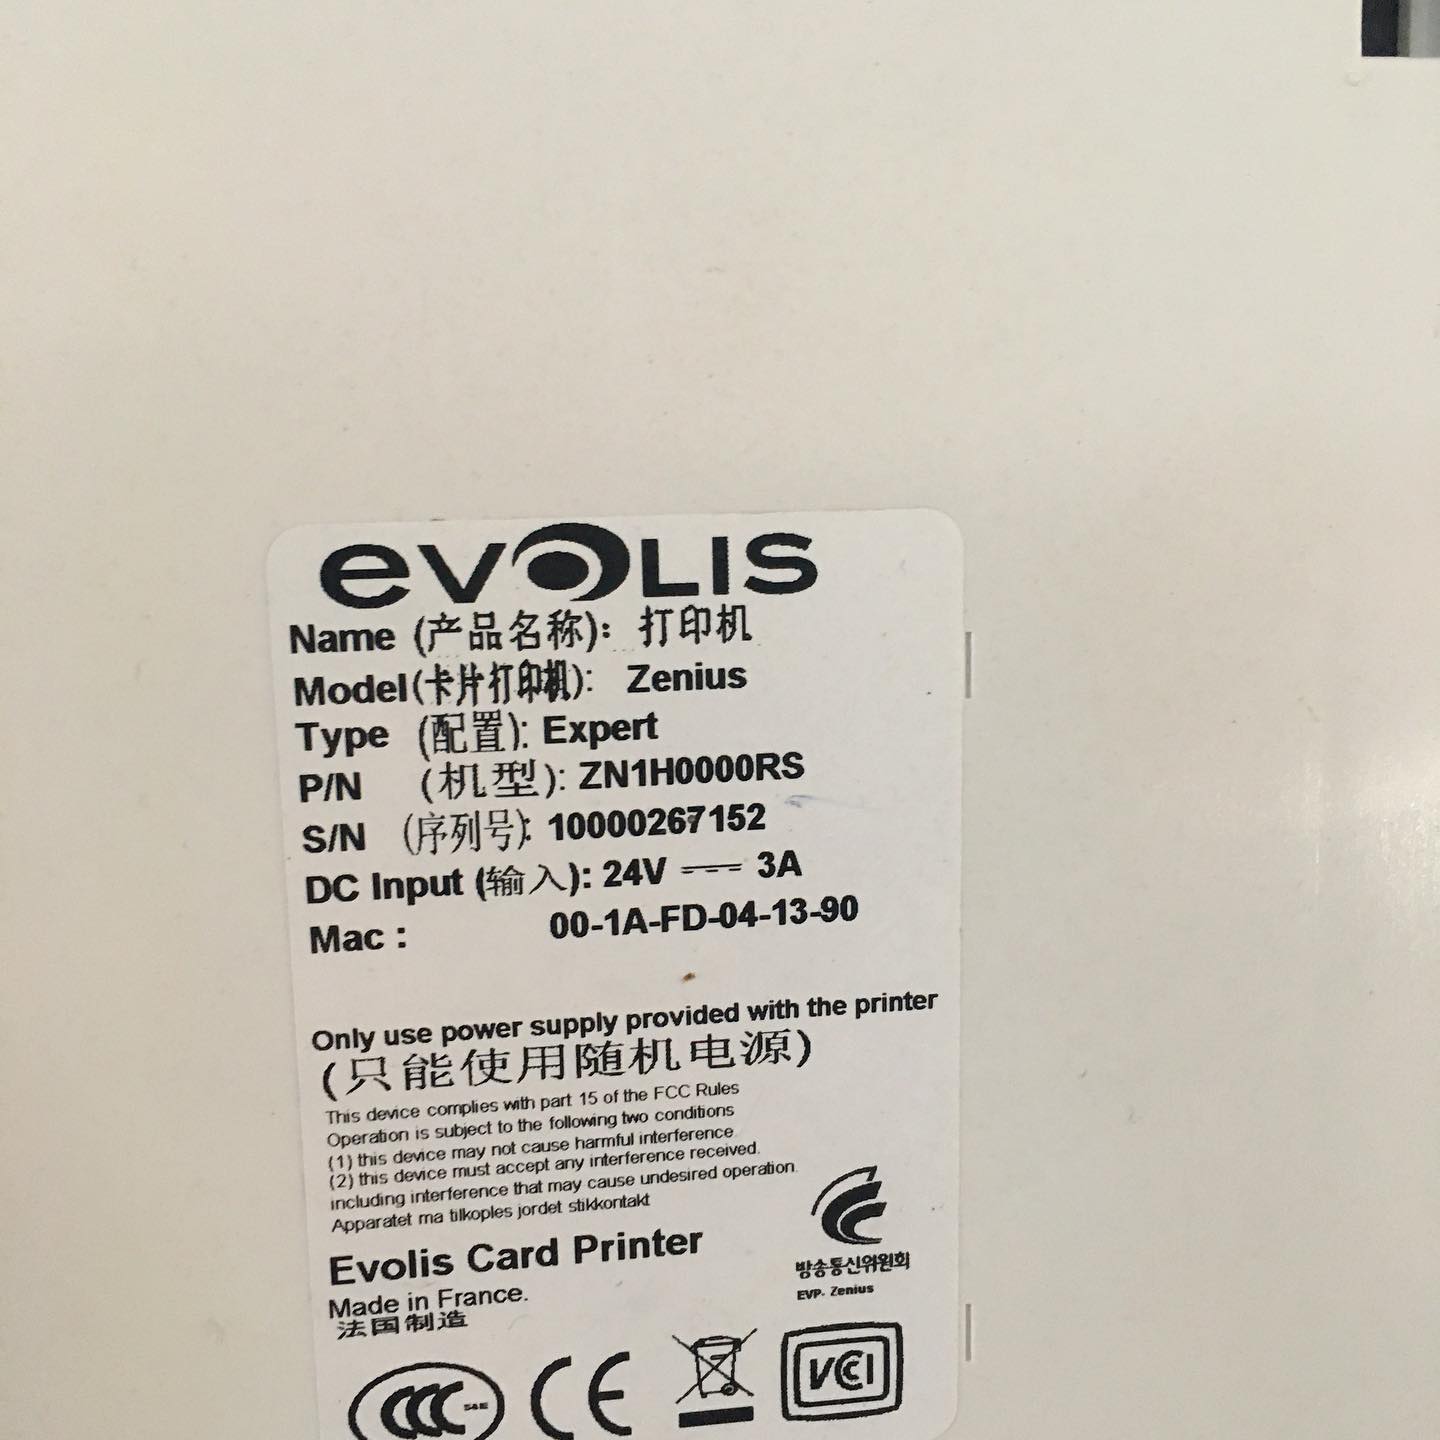 evolis
Name (产品名称): 打印机
Model(卡片打印机): Zenius
Type (配置): Expert
P/N (机型): ZN1H0000RS
S/N (序列号): 10000267152
DC Input (输入): 24V ⎓ 3A
Mac : 00-1A-FD-04-13-90
Only use power supply provided with the printer
(只能使用随机电源)
This device complies with part 15 of the FCC Rules
Operation is subject to the following two conditions
(1) this device may not cause harmful interference
(2) this device must accept any interference received.
including interference that may cause undesired operation.
Apparatet ma tilkoples jordet stikkontakt
Evolis Card Printer
Made in France.
法国制造
방송통신위원회
EVP- Zenius
CCC S&E CE VCI